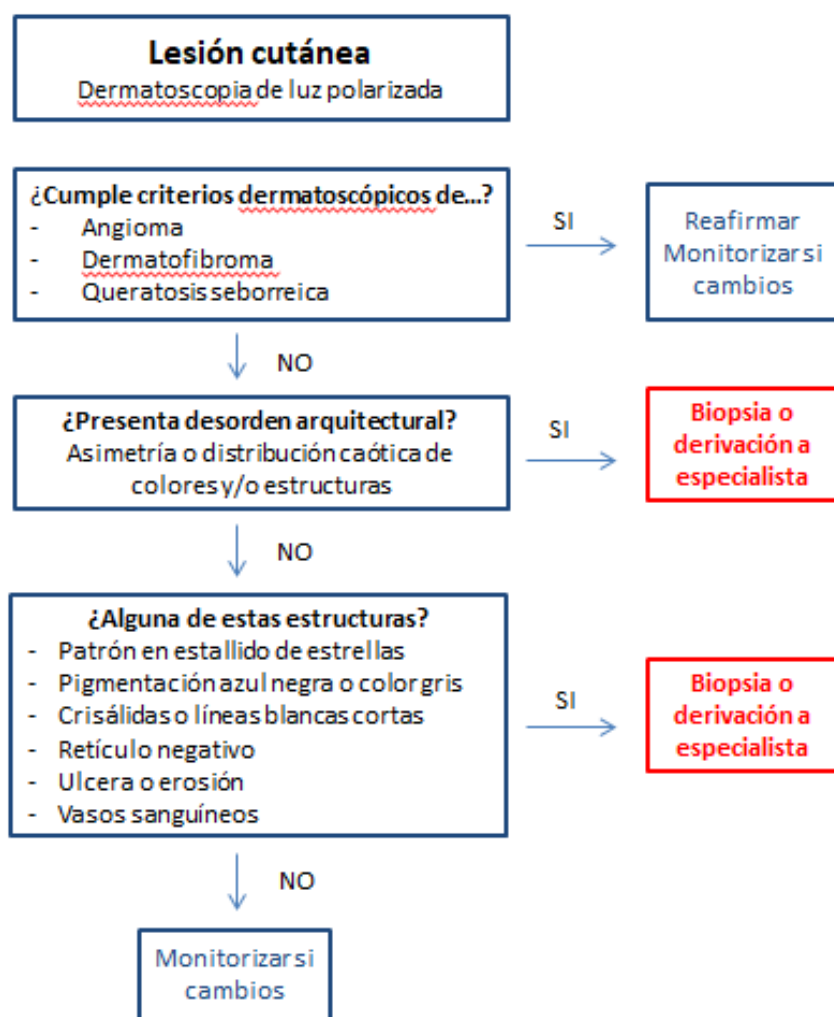 Lesión cutánea
Dermatoscopia de luz polarizada
¿Cumple criterios dermatoscópicos de...?
- Angioma
- Dermatofibroma
- Queratosis seborreica
SI
Reafirmar
Monitorizar si
cambios
NO
¿Presenta desorden arquitectural?
Asimetría o distribución caótica de
colores y/o estructuras
SI
Biopsia o
derivación a
especialista
NO
¿Alguna de estas estructuras?
- Patrón en estallido de estrellas
- Pigmentación azul negra o color gris
- Crisálidas o líneas blancas cortas
- Retículo negativo
- Ulcera o erosión
- Vasos sanguíneos
SI
Biopsia o
derivación a
especialista
NO
Monitorizar si
cambios